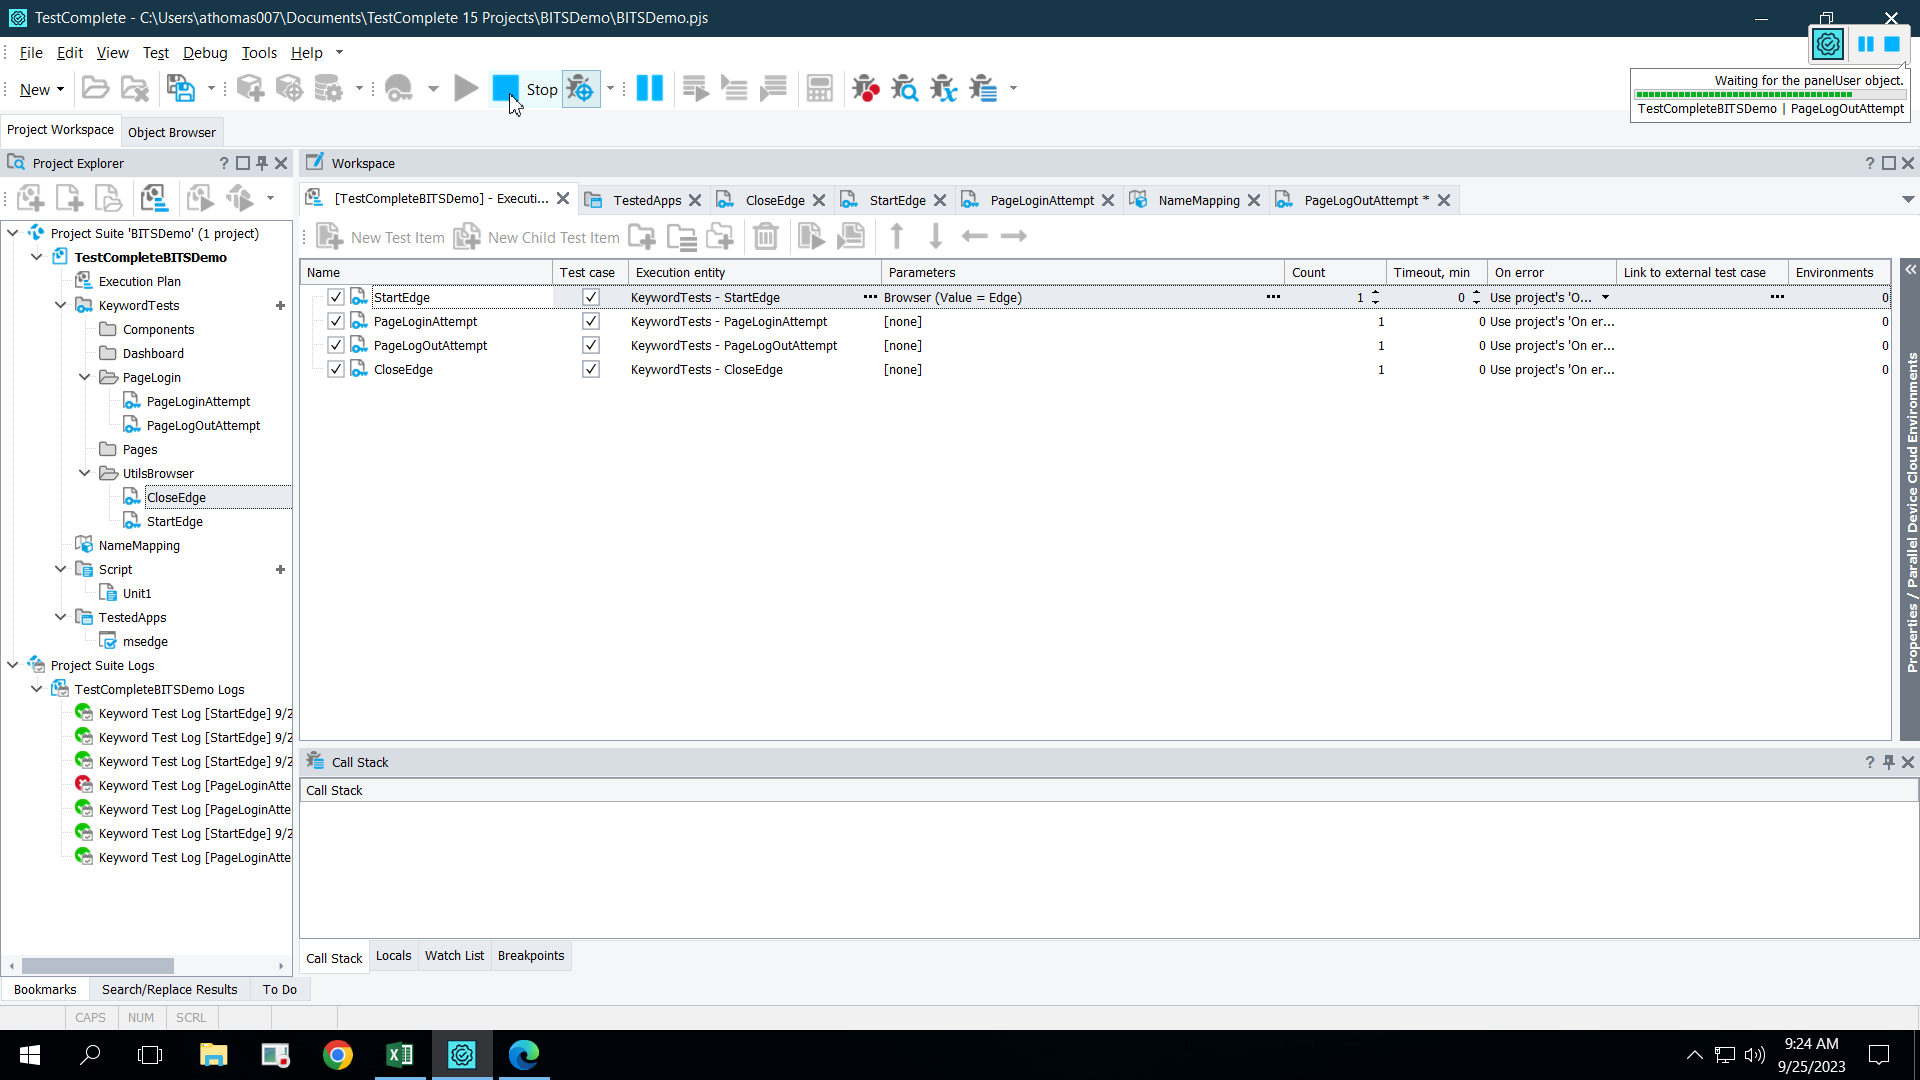 TestComplete - C:\Users\athomas007\Documents\TestComplete 15 Projects\BITSDemo\BITSDemo.pjs
File Edit View Test Debug Tools Help
New Stop
Waiting for the panelUser object.
TestCompleteBITSDemo | PageLogOutAttempt
Project Workspace Object Browser
Project Explorer
Workspace
[TestCompleteBITSDemo] - Executi... TestedApps CloseEdge StartEdge PageLoginAttempt NameMapping PageLogOutAttempt *
New Test Item New Child Test Item
Name Test case Execution entity Parameters Count Timeout, min On error Link to external test case Environments
StartEdge KeywordTests - StartEdge ... Browser (Value = Edge) ... 1 0 Use project's 'O... ... 0
PageLoginAttempt KeywordTests - PageLoginAttempt [none] 1 0 Use project's 'On er... 0
PageLogOutAttempt KeywordTests - PageLogOutAttempt [none] 1 0 Use project's 'On er... 0
CloseEdge KeywordTests - CloseEdge [none] 1 0 Use project's 'On er... 0
Properties / Parallel Device Cloud Environments
Project Suite 'BITSDemo' (1 project)
TestCompleteBITSDemo
Execution Plan
KeywordTests
Components
Dashboard
PageLogin
PageLoginAttempt
PageLogOutAttempt
Pages
UtilsBrowser
CloseEdge
StartEdge
NameMapping
Script
Unit1
TestedApps
msedge
Project Suite Logs
TestCompleteBITSDemo Logs
Keyword Test Log [StartEdge] 9/2
Keyword Test Log [StartEdge] 9/2
Keyword Test Log [StartEdge] 9/2
Keyword Test Log [PageLoginAtte
Keyword Test Log [PageLoginAtte
Keyword Test Log [StartEdge] 9/2
Keyword Test Log [PageLoginAtte
Call Stack
Call Stack
Call Stack Locals Watch List Breakpoints
Bookmarks Search/Replace Results To Do
CAPS NUM SCRL
9:24 AM
9/25/2023